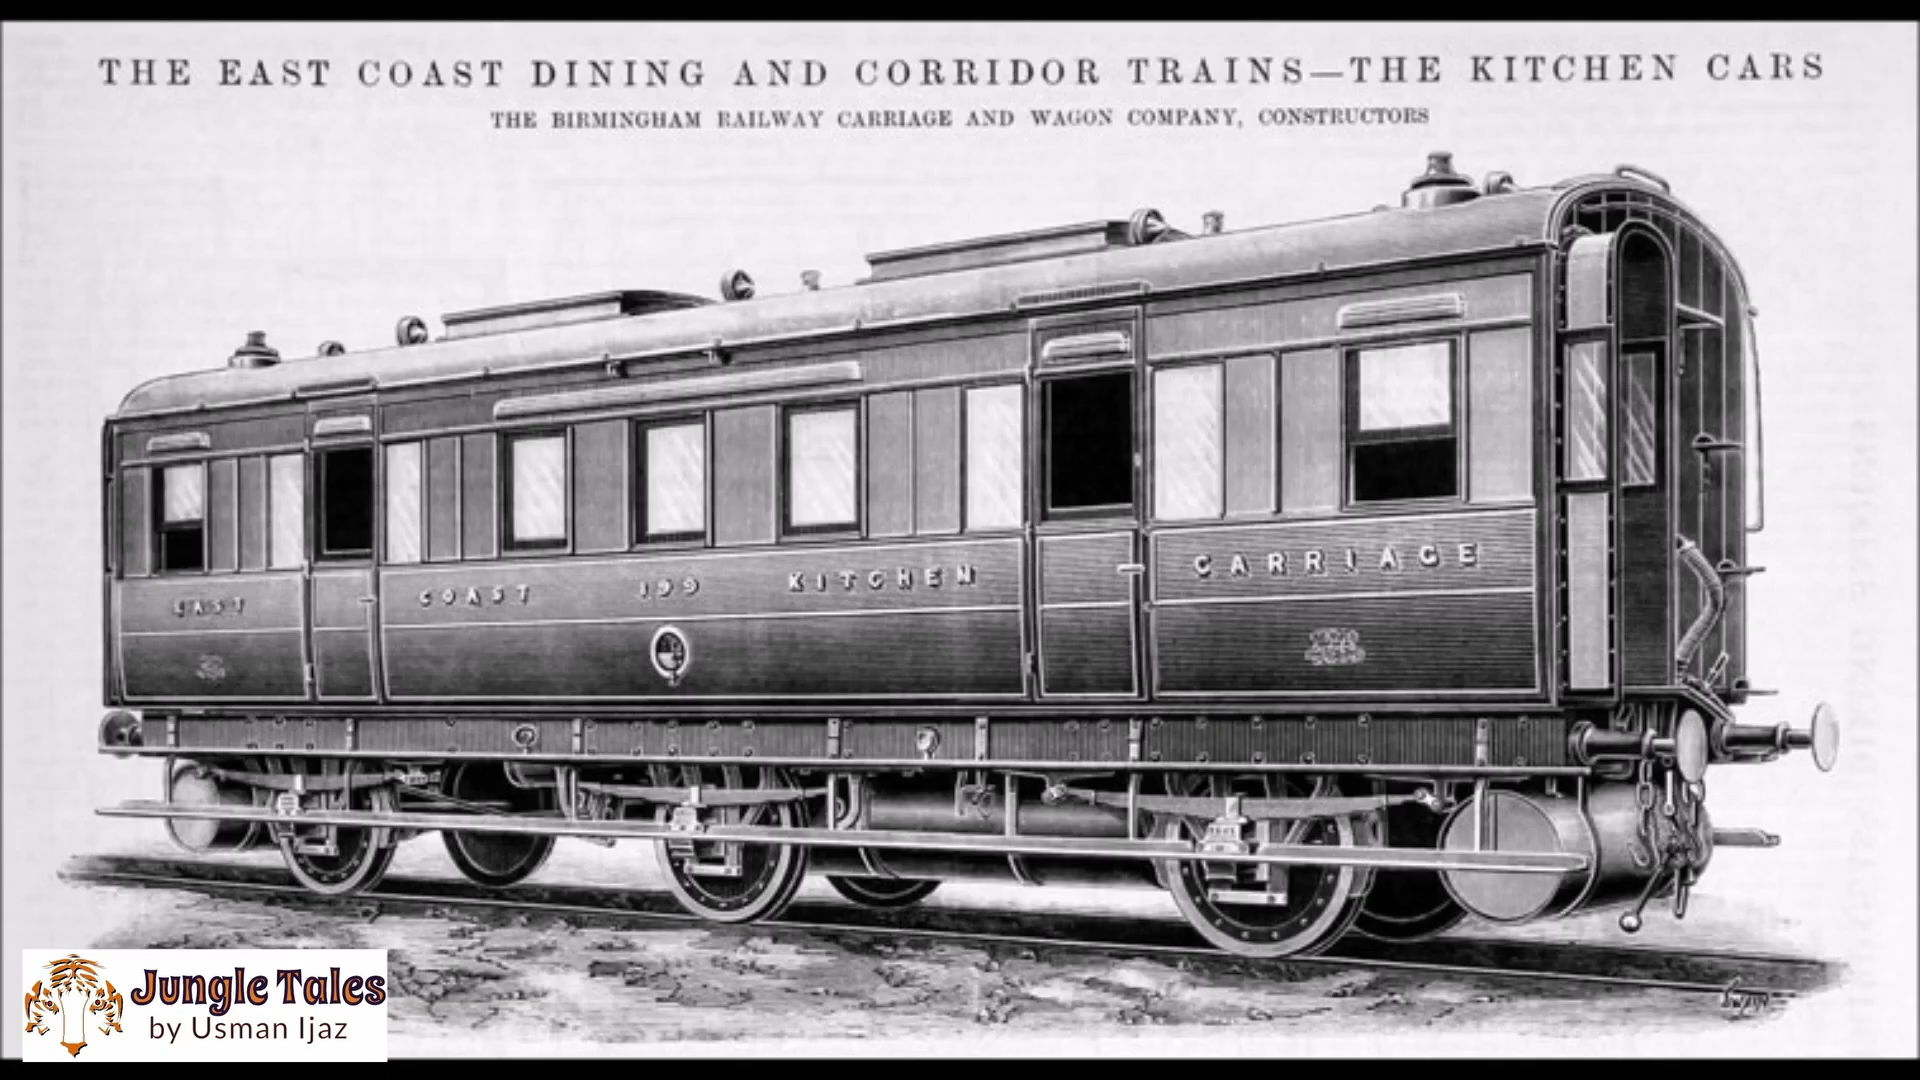 THE EAST COAST DINING AND CORRIDOR TRAINS—THE KITCHEN CARS
THE BIRMINGHAM RAILWAY CARRIAGE AND WAGON COMPANY, CONSTRUCTORS
EAST COAST 199 KITCHEN CARRIAGE
Jungle Tales
by Usman Ijaz